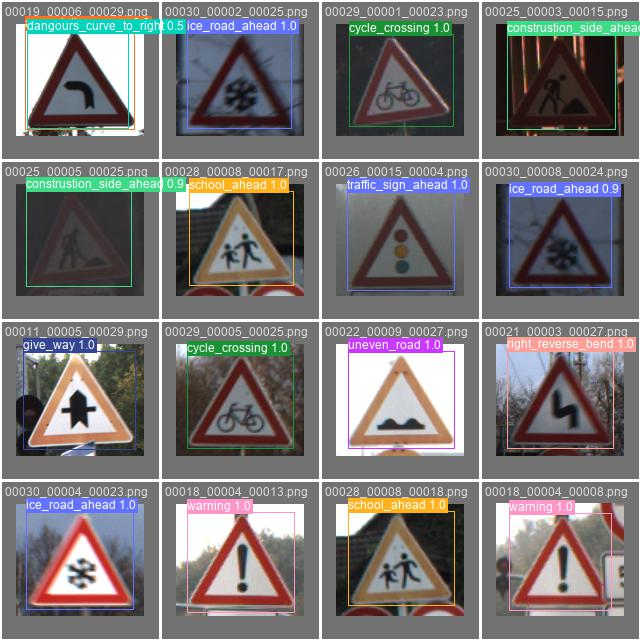 00019_00006_00029.png
dangours_curve_to_right 0.5
00030_00002_00025.png
ice_road_ahead 1.0
00029_00001_00023.png
cycle_crossing 1.0
00025_00003_00015.png
construstion_side_ahead
00025_00005_00025.png
construstion_side_ahead 0.9
00028_00008_00017.png
school_ahead 1.0
00026_00015_00004.png
traffic_sign_ahead 1.0
00030_00008_00024.png
ice_road_ahead 0.9
00011_00005_00029.png
give_way 1.0
00029_00005_00025.png
cycle_crossing 1.0
00022_00009_00027.png
uneven_road 1.0
00021_00003_00027.png
right_reverse_bend 1.0
00030_00004_00023.png
ice_road_ahead 1.0
00018_00004_00013.png
warning 1.0
00028_00008_00018.png
school_ahead 1.0
00018_00004_00008.png
warning 1.0